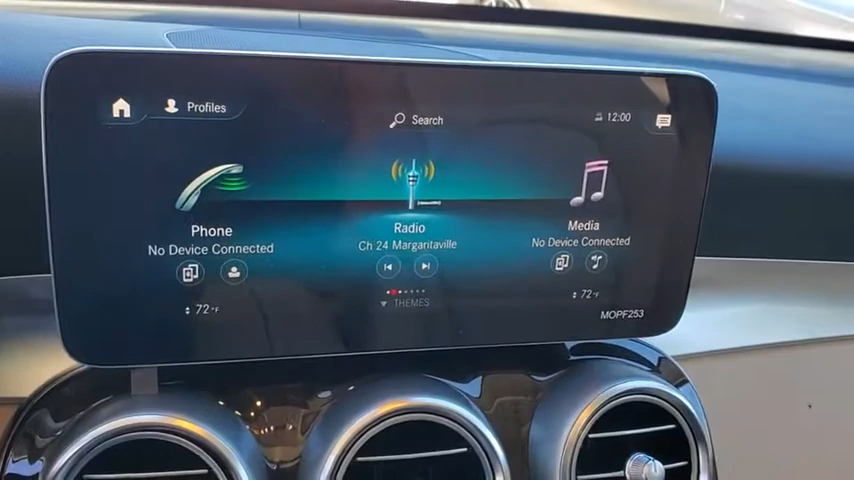 Profiles
Search
12:00
Phone
Radio
Media
No Device Connected
Ch 24 Margaritaville
No Device Connected
72°F
THEMES
72°F
MOPF253